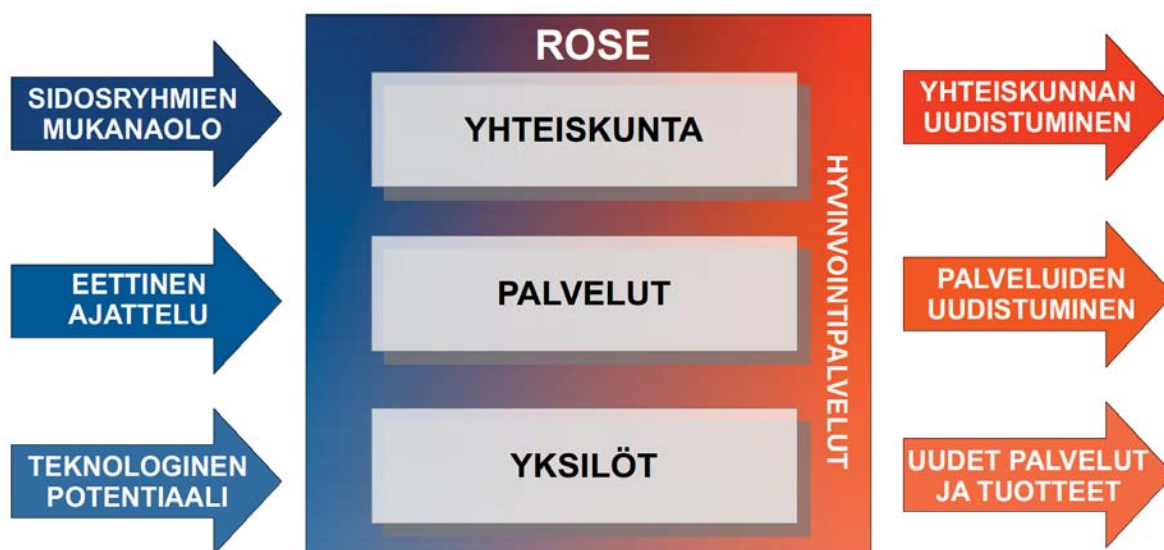 SIDOSRYHMIEN
MUKANAOLO
EETTINEN
AJATTELU
TEKNOLOGINEN
POTENTIAALI
ROSE
YHTEISKUNTA
PALVELUT
YKSILÖT
HYVINVOINTIPALVELUT
YHTEISKUNNAN
UUDISTUMINEN
PALVELUIDEN
UUDISTUMINEN
UUDET PALVELUT
JA TUOTTEET